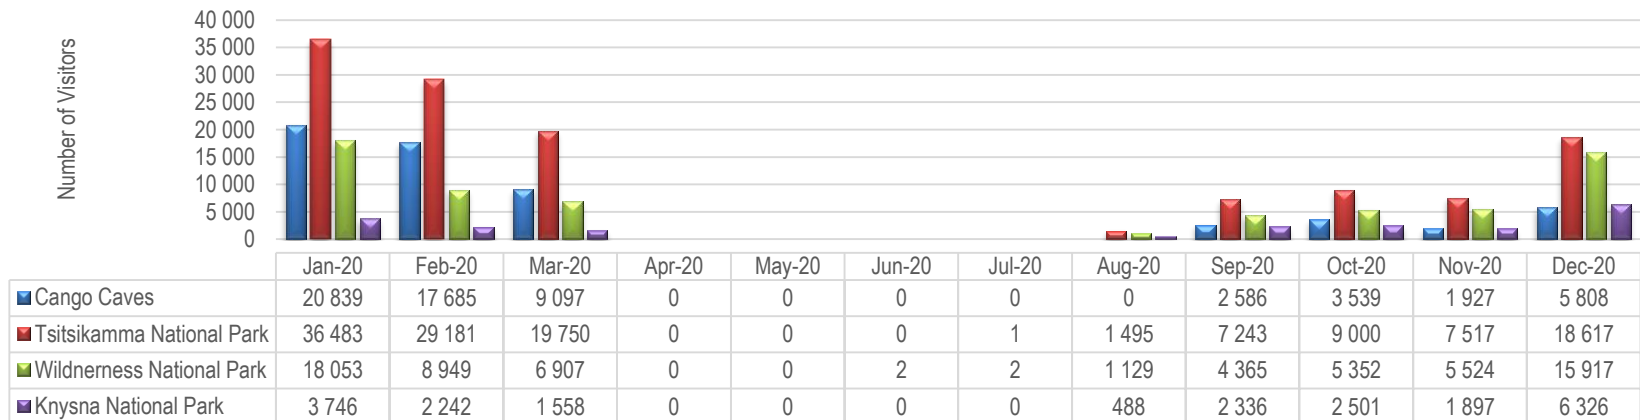 Number of Visitors
40 000
35 000
30 000
25 000
20 000
15 000
10 000
5 000
0
Jan-20 Feb-20 Mar-20 Apr-20 May-20 Jun-20 Jul-20 Aug-20 Sep-20 Oct-20 Nov-20 Dec-20
Cango Caves 20 839 17 685 9 097 0 0 0 0 0 2 586 3 539 1 927 5 808
Tsitsikamma National Park 36 483 29 181 19 750 0 0 0 1 1 495 7 243 9 000 7 517 18 617
Wildnerness National Park 18 053 8 949 6 907 0 0 2 2 1 129 4 365 5 352 5 524 15 917
Knysna National Park 3 746 2 242 1 558 0 0 0 0 488 2 336 2 501 1 897 6 326